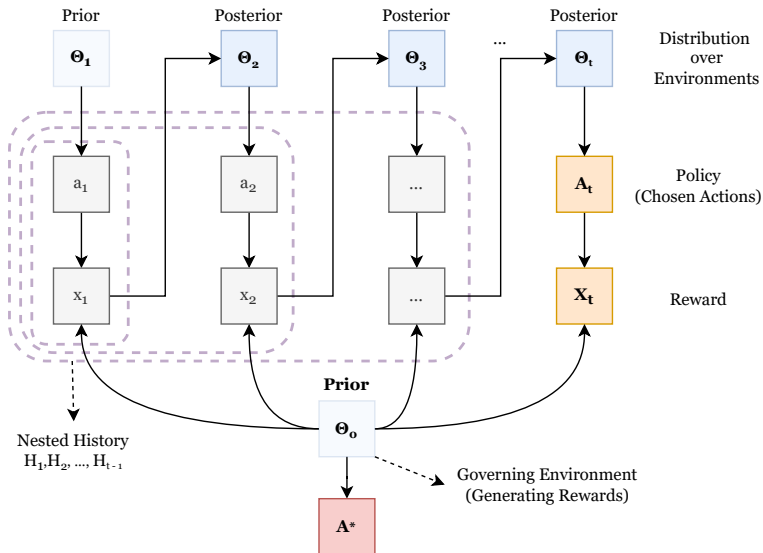 Prior
Posterior
Posterior
Posterior
...
Θ₁
Θ₂
Θ₃
Θₜ
Distribution
over
Environments
a₁
a₂
...
Aₜ
Policy
(Chosen Actions)
x₁
x₂
...
Xₜ
Reward
Prior
Θₒ
Nested History
H₁,H₂, ..., Hₜ₋₁
Governing Environment
(Generating Rewards)
A*